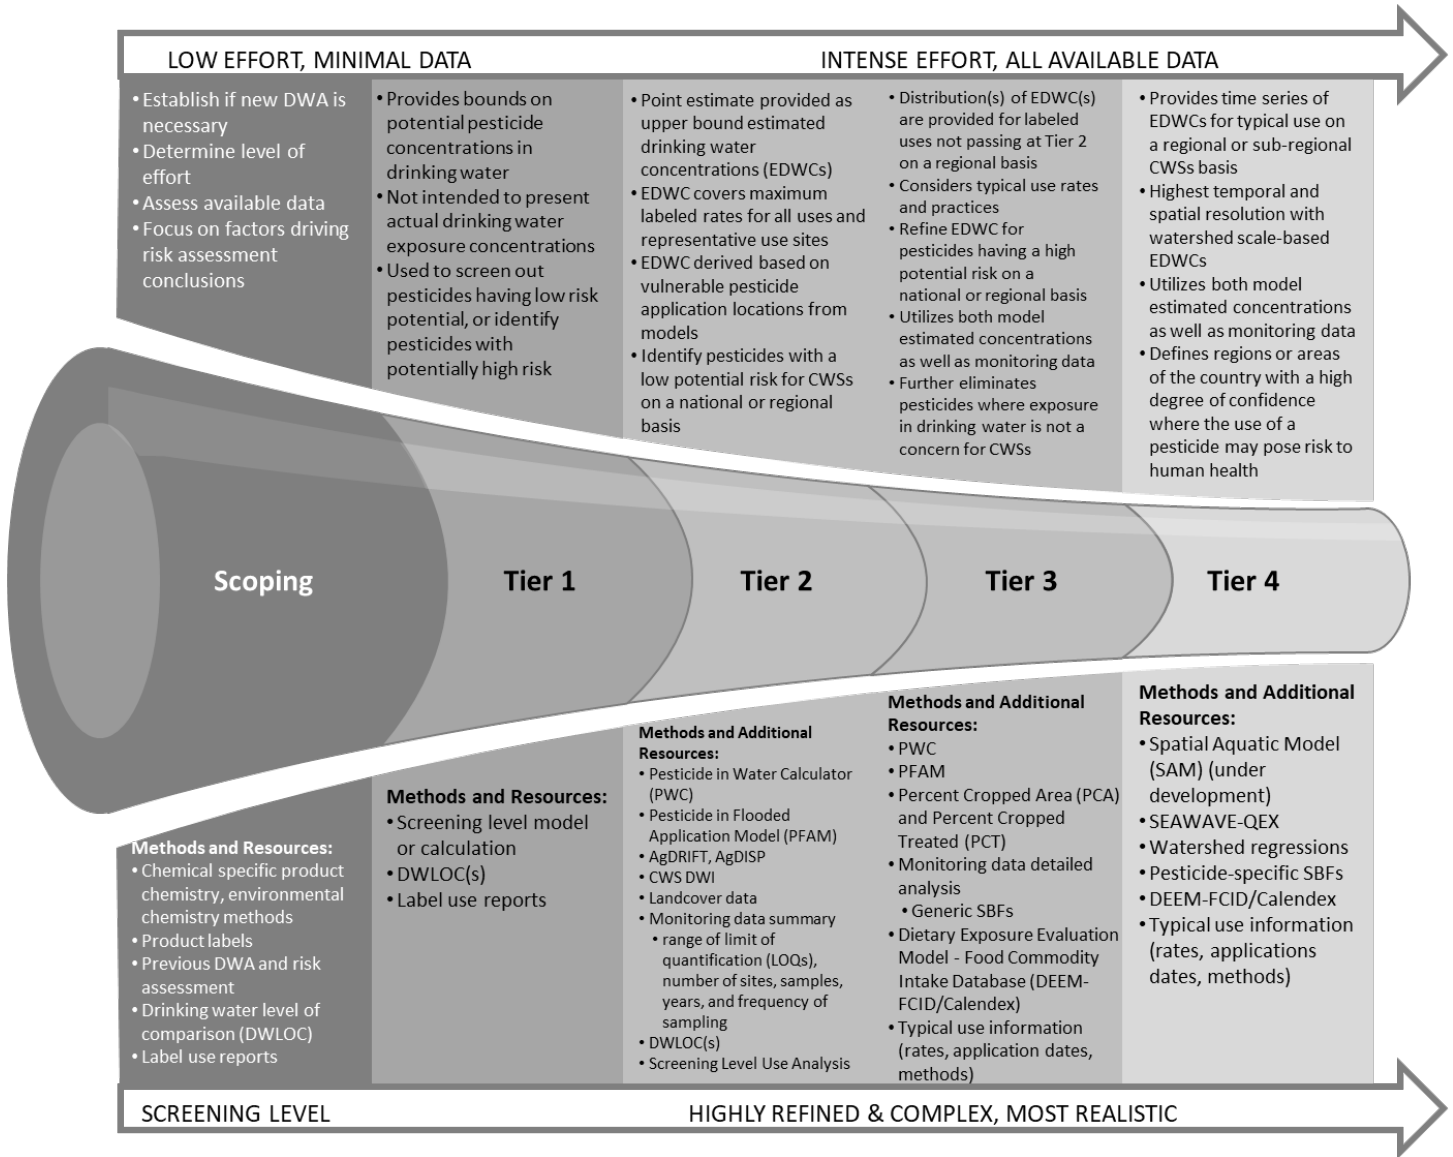 LOW EFFORT, MINIMAL DATA
INTENSE EFFORT, ALL AVAILABLE DATA
• Establish if new DWA is
necessary
• Determine level of
effort
• Assess available data
• Focus on factors driving
risk assessment
conclusions
• Provides bounds on
potential pesticide
concentrations in
drinking water
• Not intended to present
actual drinking water
exposure concentrations
• Used to screen out
pesticides having low risk
potential, or identify
pesticides with
potentially high risk
• Point estimate provided as
upper bound estimated
drinking water
concentrations (EDWCs)
• EDWC covers maximum
labeled rates for all uses and
representative use sites
• EDWC derived based on
vulnerable pesticide
application locations from
models
• Identify pesticides with a
low potential risk for CWSs
on a national or regional
basis
• Distribution(s) of EDWC(s)
are provided for labeled
uses not passing at Tier 2
on a regional basis
• Considers typical use rates
and practices
• Refine EDWC for
pesticides having a high
potential risk on a
national or regional basis
• Utilizes both model
estimated concentrations
as well as monitoring data
• Further eliminates
pesticides where exposure
in drinking water is not a
concern for CWSs
• Provides time series of
EDWCs for typical use on
a regional or sub-regional
CWSs basis
• Highest temporal and
spatial resolution with
watershed scale-based
EDWCs
• Utilizes both model
estimated concentrations
as well as monitoring data
• Defines regions or areas
of the country with a high
degree of confidence
where the use of a
pesticide may pose risk to
human health
Scoping
Tier 1
Tier 2
Tier 3
Tier 4
Methods and Resources:
• Chemical specific product
chemistry, environmental
chemistry methods
• Product labels
• Previous DWA and risk
assessment
• Drinking water level of
comparison (DWLOC)
• Label use reports
Methods and Resources:
• Screening level model
or calculation
• DWLOC(s)
• Label use reports
Methods and Additional
Resources:
• Pesticide in Water Calculator
(PWC)
• Pesticide in Flooded
Application Model (PFAM)
• AgDRIFT, AgDISP
• CWS DWI
• Landcover data
• Monitoring data summary
• range of limit of
quantification (LOQs),
number of sites, samples,
years, and frequency of
sampling
• DWLOC(s)
• Screening Level Use Analysis
Methods and Additional
Resources:
• PWC
• PFAM
• Percent Cropped Area (PCA)
and Percent Cropped
Treated (PCT)
• Monitoring data detailed
analysis
• Generic SBFs
• Dietary Exposure Evaluation
Model - Food Commodity
Intake Database (DEEM-
FCID/Calendex)
• Typical use information
(rates, application dates,
methods)
Methods and Additional
Resources:
• Spatial Aquatic Model
(SAM) (under
development)
• SEAWAVE-QEX
• Watershed regressions
• Pesticide-specific SBFs
• DEEM-FCID/Calendex
• Typical use information
(rates, applications
dates, methods)
SCREENING LEVEL
HIGHLY REFINED & COMPLEX, MOST REALISTIC